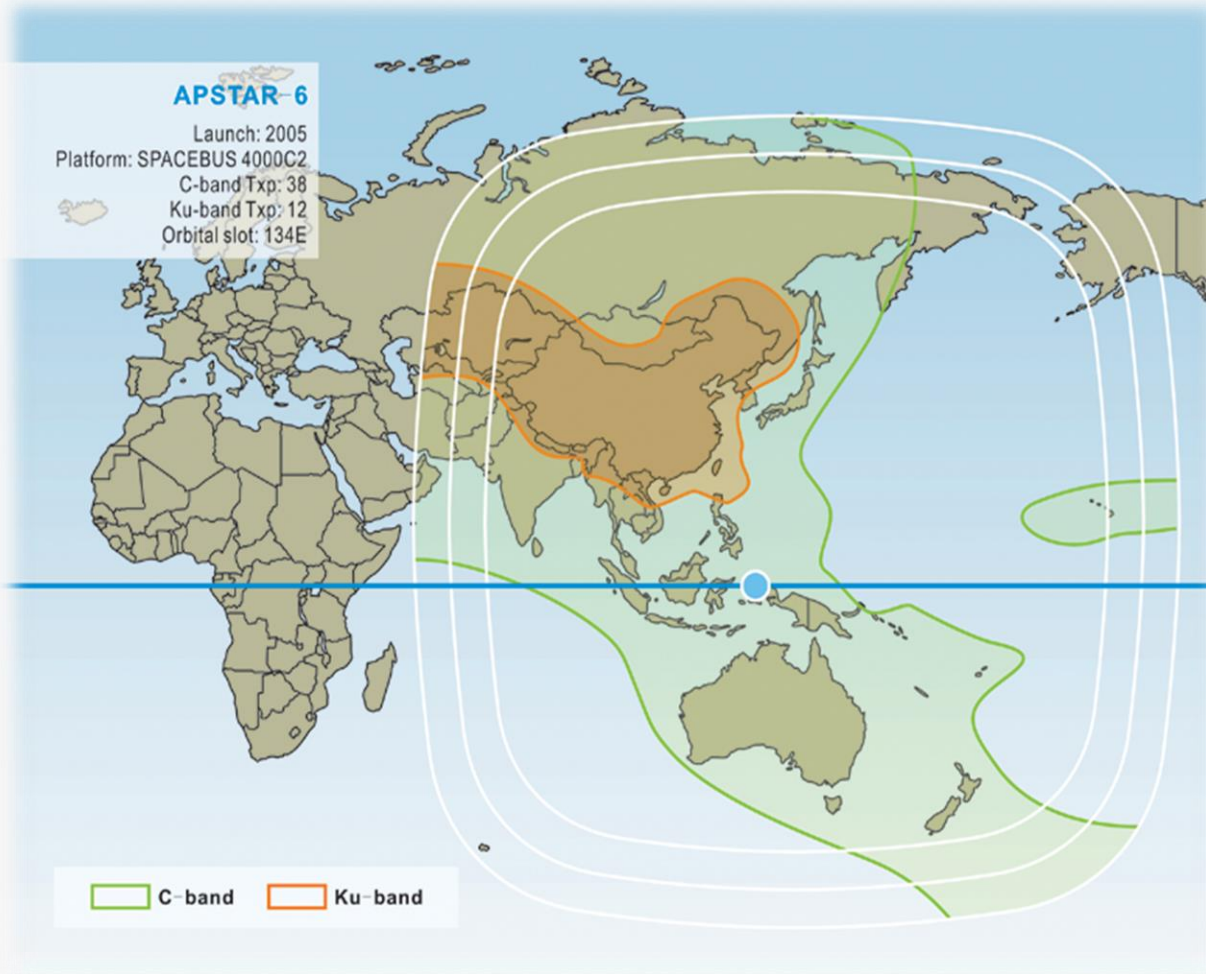 APSTAR-6
Launch: 2005
Platform: SPACEBUS 4000C2
C-band Txp: 38
Ku-band Txp: 12
Orbital slot: 134E
C-band
Ku-band